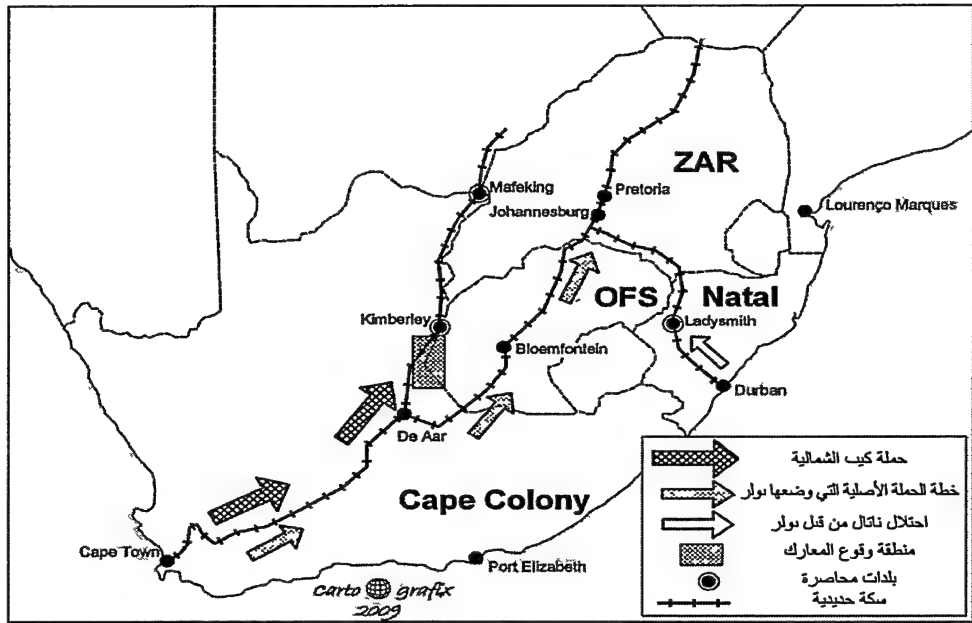 ZAR
Mafeking
Pretoria
Johannesburg
Lourenço Marques
OFS
Natal
Kimberley
Ladysmith
Bloemfontein
Durban
De Aar
Cape Colony
Cape Town
Port Elizabeth
carto grafix
2009
حملة كيب الشمالية
خطة الحملة الأصلية التي وضعها بولر
احتلال ناتال من قبل بولر
منطقة وقوع المعارك
بلدات محاصرة
سكة حديدية